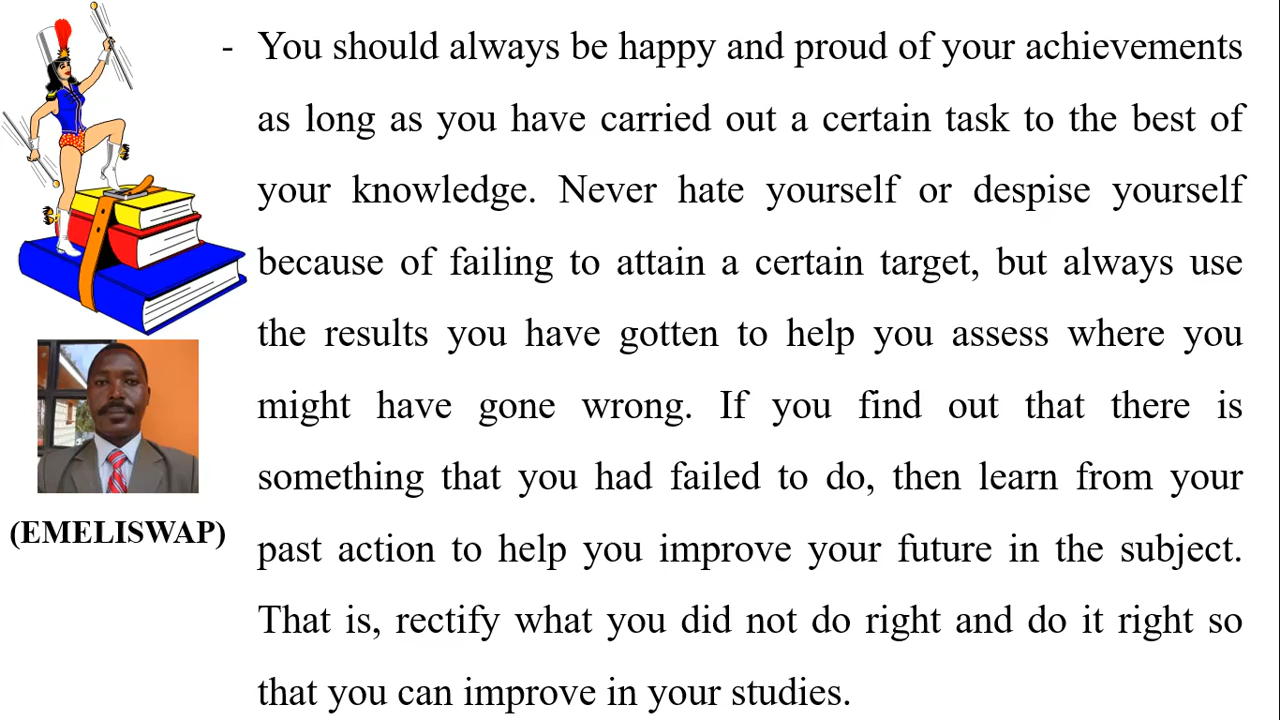 - You should always be happy and proud of your achievements
as long as you have carried out a certain task to the best of
your knowledge. Never hate yourself or despise yourself
because of failing to attain a certain target, but always use
the results you have gotten to help you assess where you
might have gone wrong. If you find out that there is
something that you had failed to do, then learn from your
past action to help you improve your future in the subject.
That is, rectify what you did not do right and do it right so
that you can improve in your studies.
(EMELISWAP)